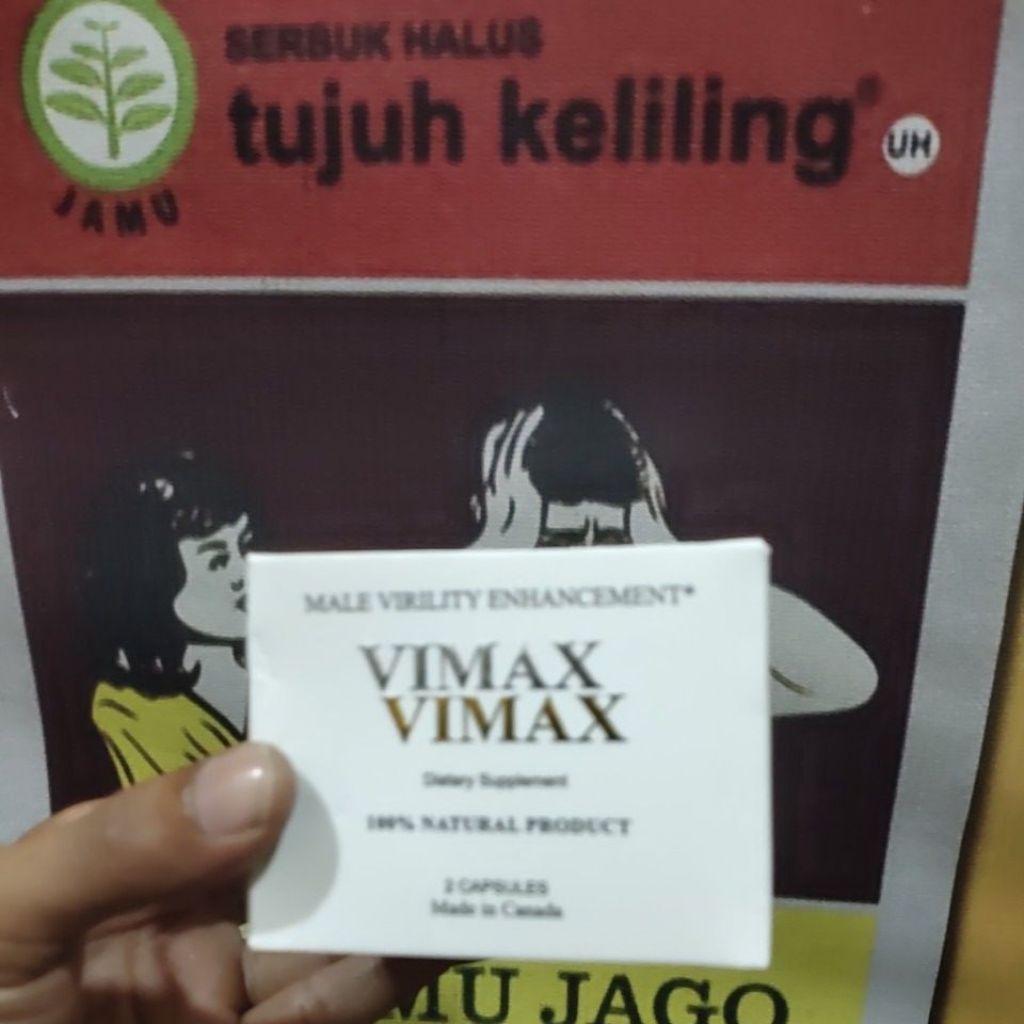 SERBUK HALUS
tujuh keliling®
UH
JAMU
MALE VIRILITY ENHANCEMENT*
VIMAX
VIMAX
Dietary Supplement
100% NATURAL PRODUCT
2 CAPSULES
Made in Canada
MU JAGO